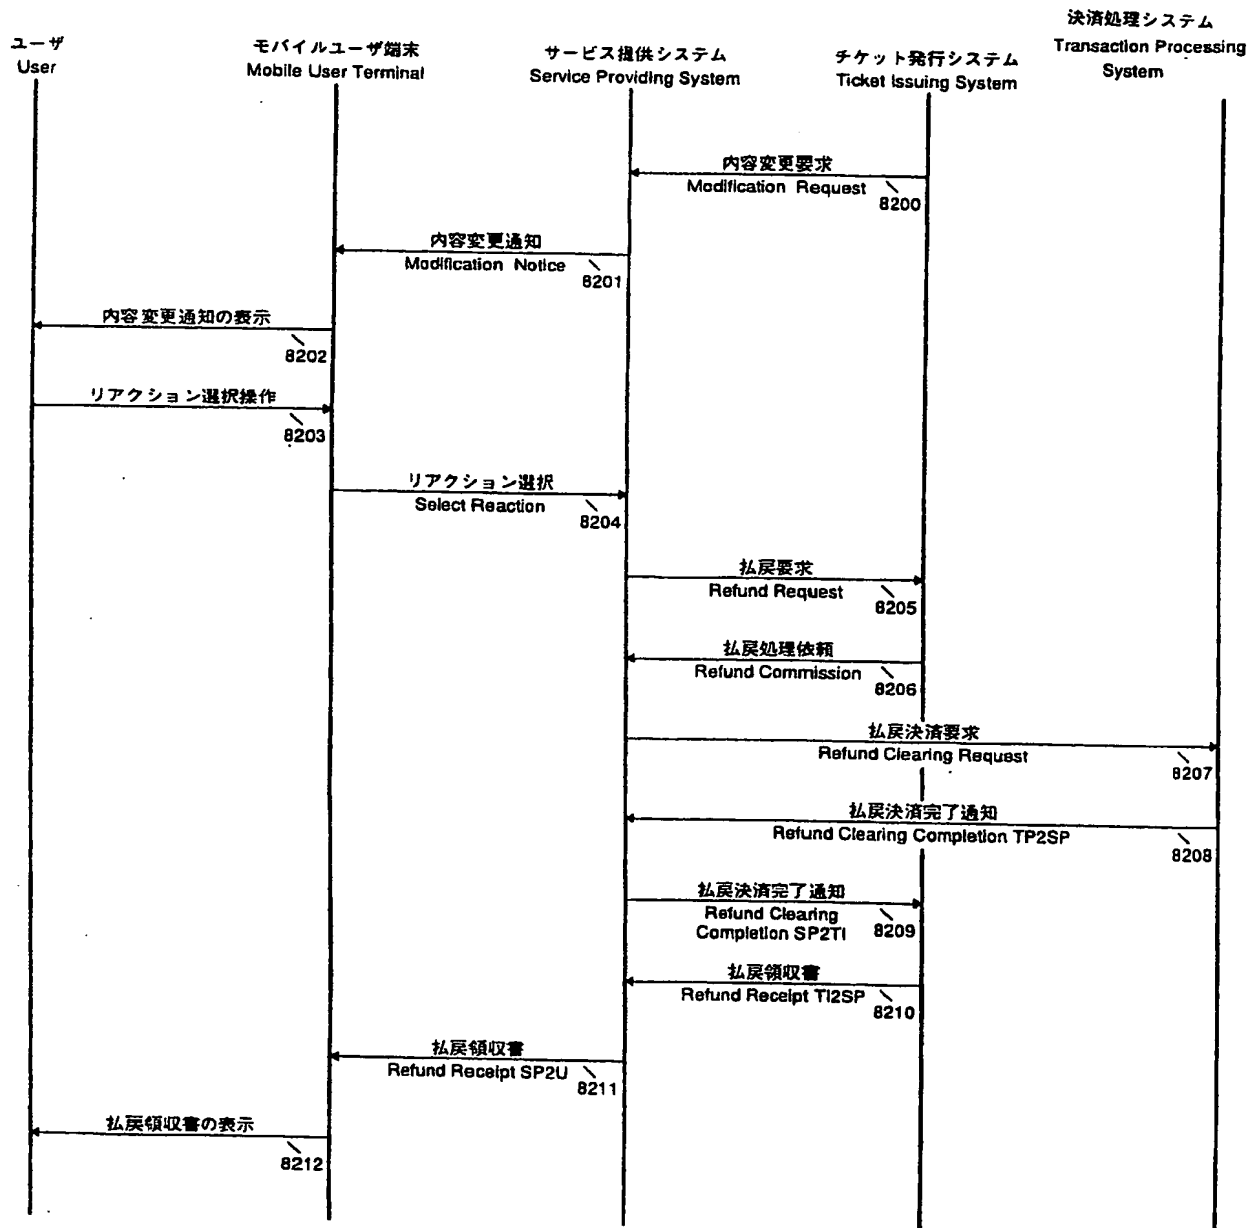 ユーザ
User
モバイルユーザ端末
Mobile User Terminal
サービス提供システム
Service Providing System
チケット発行システム
Ticket Issuing System
決済処理システム
Transaction Processing
System
内容変更要求
Modification Request
8200
内容変更通知
Modification Notice
8201
内容変更通知の表示
8202
リアクション選択操作
8203
リアクション選択
Select Reaction
8204
払戻要求
Refund Request
8205
払戻処理依頼
Refund Commission
8206
払戻決済要求
Refund Clearing Request
8207
払戻決済完了通知
Refund Clearing Completion TP2SP
8208
払戻決済完了通知
Refund Clearing
Completion SP2TI
8209
払戻領収書
Refund Receipt TI2SP
8210
払戻領収書
Refund Receipt SP2U
8211
払戻領収書の表示
8212